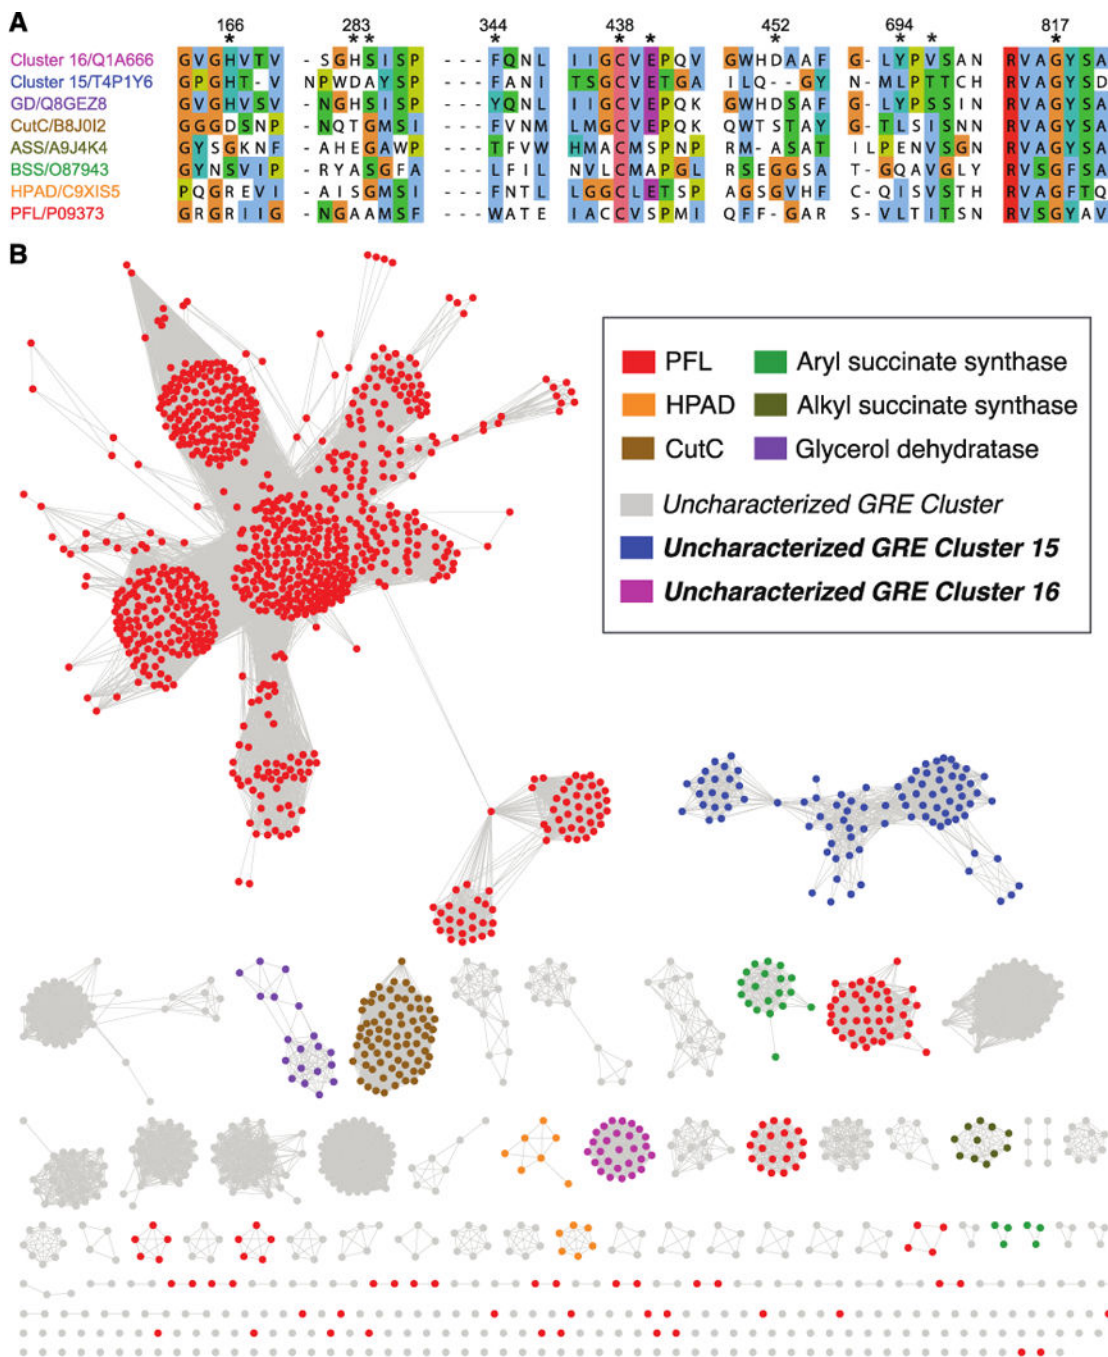 A
166 283 344 438 452 694 817
* * * * * * * * * *
Cluster 16/Q1A666 GVGHVTV -SGHSISP ---FQNL IIGCVEPQV GWHDAAF G-LYPVSAN RVAGYSA
Cluster 15/T4P1Y6 GPGHT-V NPWDAYSP ---FANI TSGCVETGA ILQ--GY N-MLPTTCH RVAGYSD
GD/Q8GEZ8 GVGHVSV -NGHSISP ---YQNL IIGCVEPQK GWHDSAF G-LYPSSIN RVAGYSA
CutC/B8J0I2 GGGDSNP -NQTGMSI ---FVNM LMGCVEPQK QWTSTAY G-TLSISNN RVAGYSA
ASS/A9J4K4 GYSGKNF -AHEGAWP ---TFVW HMACMSPNP RM-ASAT ILPENVSGN RVAGYSA
BSS/O87943 GYNSVIP -RYASGFA ---LFIL NVLCMAPGL RSEGGSA T-GQAVGLY RVSGFSA
HPAD/C9XIS5 PQGREVI -AISGMSI ---FNTL LGGCLETSP AGSGVHF C-QISVSTH RVAGFTQ
PFL/P09373 GRGRIIG -NGAAMSF ---WATE IACCVSPMI QFF-GAR S-VLTITSN RVSGYAV
B
PFL Aryl succinate synthase
HPAD Alkyl succinate synthase
CutC Glycerol dehydratase
Uncharacterized GRE Cluster
Uncharacterized GRE Cluster 15
Uncharacterized GRE Cluster 16